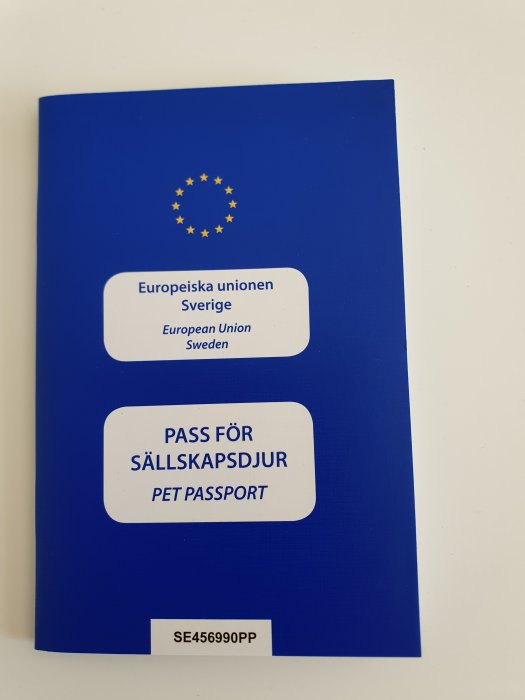 Europeiska unionen
Sverige
European Union
Sweden
PASS FÖR
SÄLLSKAPSDJUR
PET PASSPORT
SE456990PP